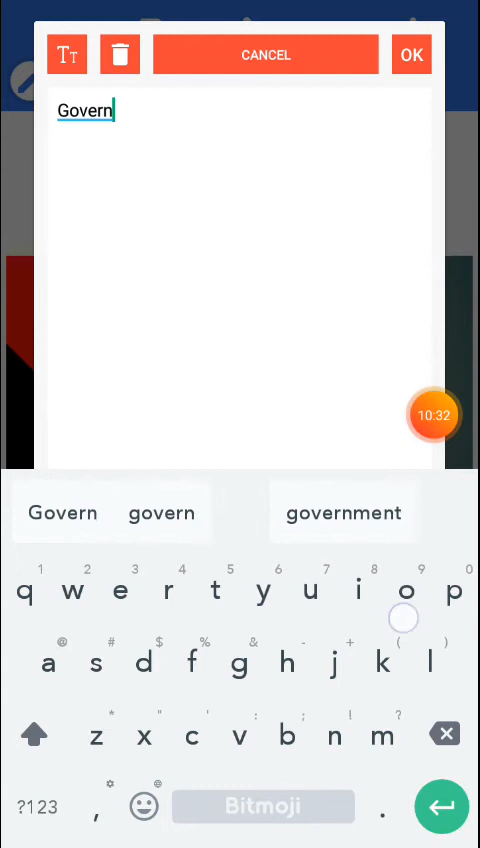 TT CANCEL OK
Govern
10:32
Govern govern government
1 2 3 4 5 6 7 8 9 0
q w e r t y u i o p
@ # $ % & - + ( )
a s d f g h j k l
* " ' : ; ! ?
z x c v b n m
?123 , Bitmoji .